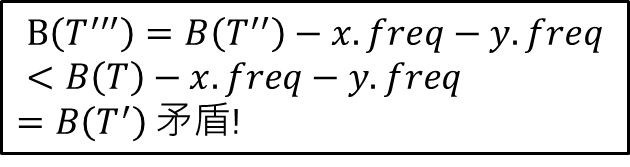 B(T''') = B(T'') − x.freq − y.freq
< B(T) − x.freq − y.freq
= B(T') 矛盾!